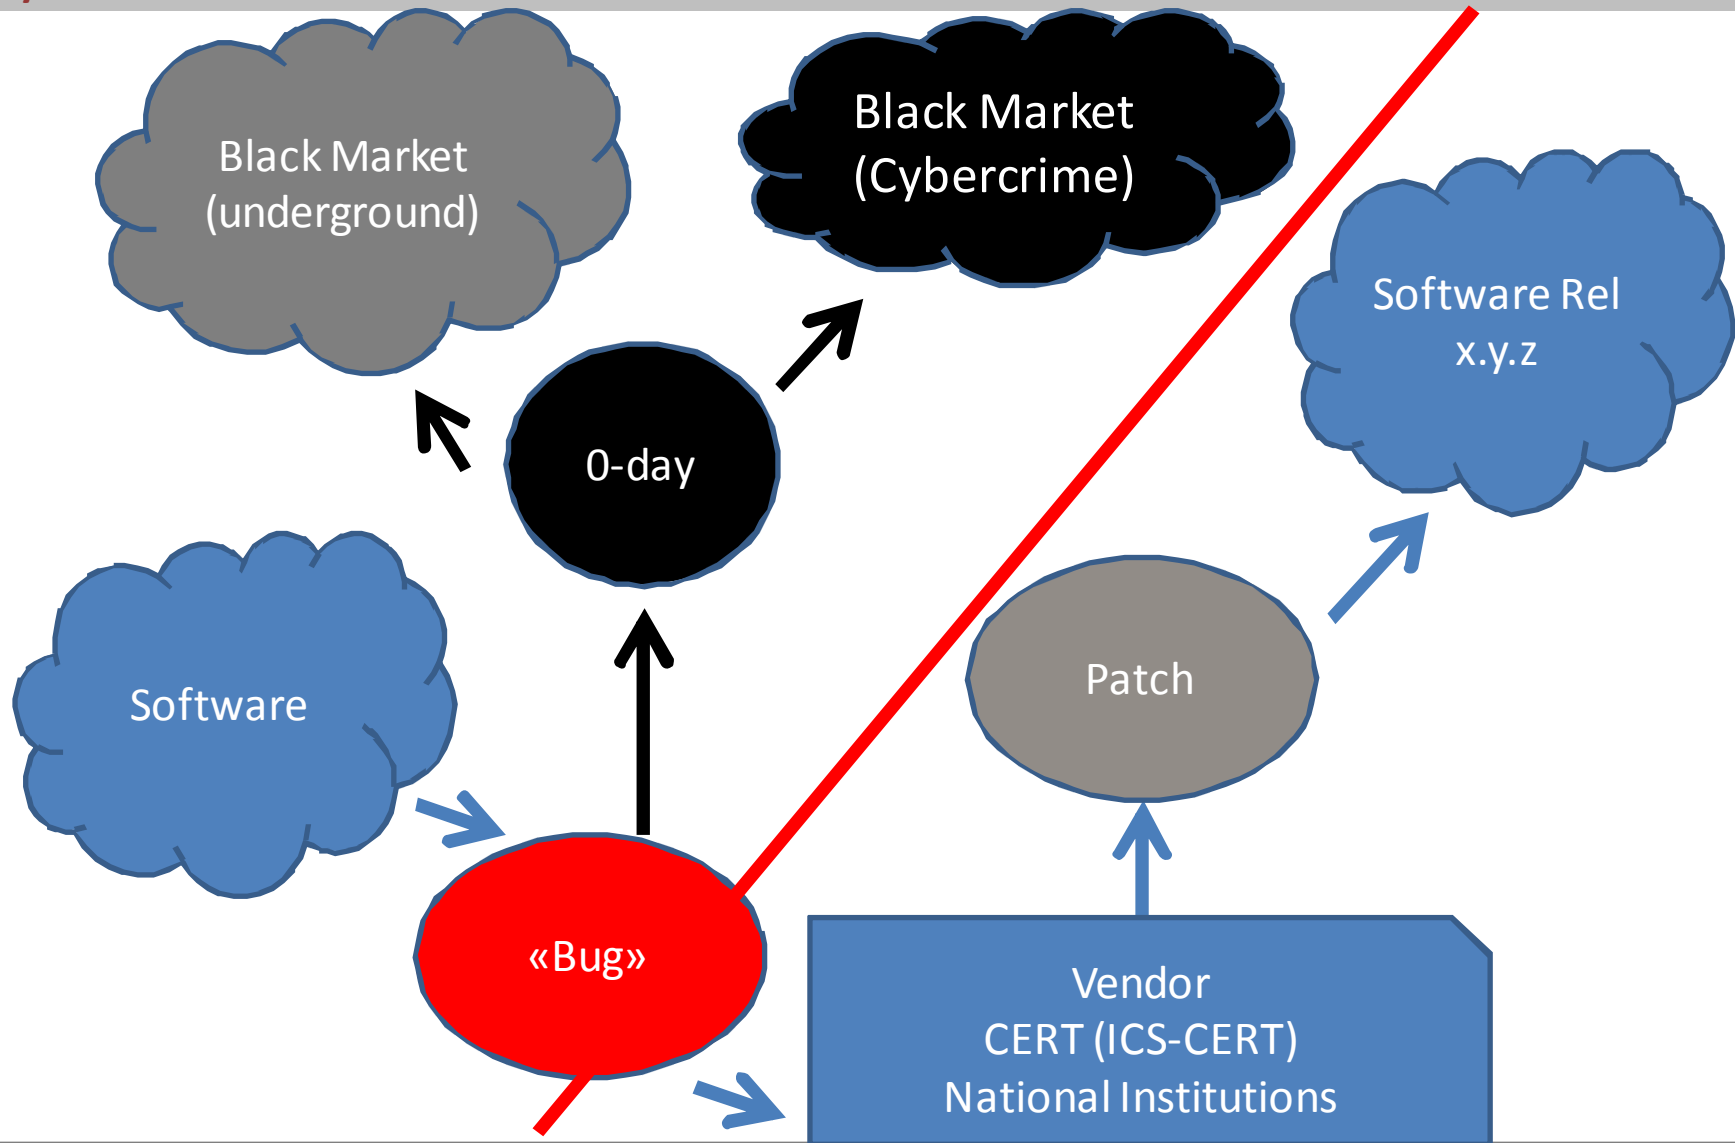 Black Market
(underground)
Black Market
(Cybercrime)
Software Rel
x.y.z
0-day
Software
Patch
«Bug»
Vendor
CERT (ICS-CERT)
National Institutions